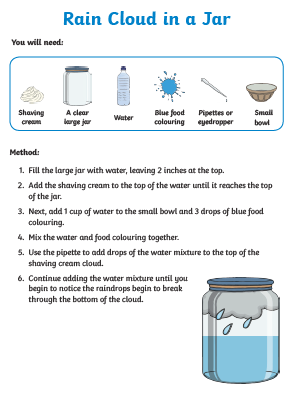 Rain Cloud in a Jar
You will need:
Shaving cream
A clear large jar
Water
Blue food colouring
Pipettes or eyedropper
Small bowl
Method:
1. Fill the large jar with water, leaving 2 inches at the top.
2. Add the shaving cream to the top of the water until it reaches the top
of the jar.
3. Next, add 1 cup of water to the small bowl and 3 drops of blue food
colouring.
4. Mix the water and food colouring together.
5. Use the pipette to add drops of the water mixture to the top of the
shaving cream cloud.
6. Continue adding the water mixture until you
begin to notice the raindrops begin to break
through the bottom of the cloud.